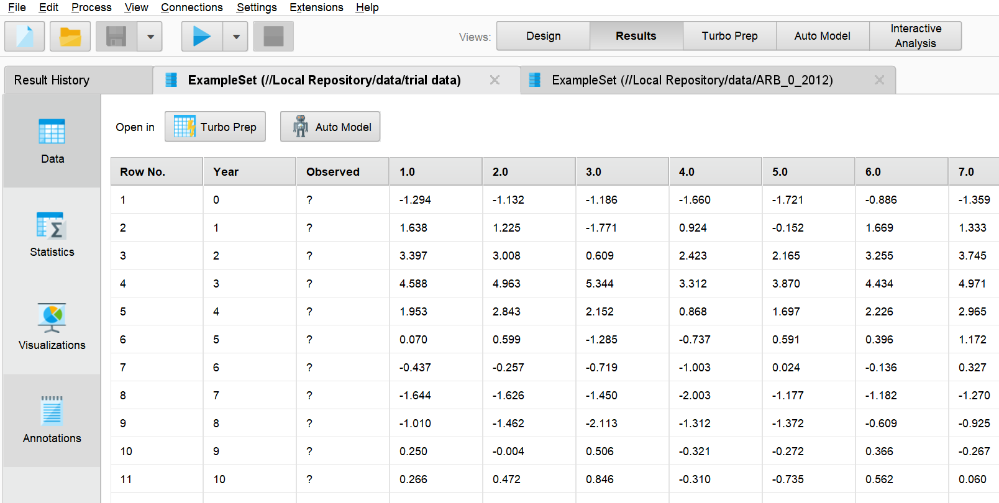 File Edit Process View Connections Settings Extensions Help
Views: Design Results Turbo Prep Auto Model Interactive Analysis
Result History ExampleSet (//Local Repository/data/trial data) ExampleSet (//Local Repository/data/ARB_0_2012)
Data
Statistics
Visualizations
Annotations
Open in Turbo Prep Auto Model
Row No. Year Observed 1.0 2.0 3.0 4.0 5.0 6.0 7.0
1 0 ? -1.294 -1.132 -1.186 -1.660 -1.721 -0.886 -1.359
2 1 ? 1.638 1.225 -1.771 0.924 -0.152 1.669 1.333
3 2 ? 3.397 3.008 0.609 2.423 2.165 3.255 3.745
4 3 ? 4.588 4.963 5.344 3.312 3.870 4.434 4.971
5 4 ? 1.953 2.843 2.152 0.868 1.697 2.226 2.965
6 5 ? 0.070 0.599 -1.285 -0.737 0.591 0.396 1.172
7 6 ? -0.437 -0.257 -0.719 -1.003 0.024 -0.136 0.327
8 7 ? -1.644 -1.626 -1.450 -2.003 -1.177 -1.182 -1.270
9 8 ? -1.010 -1.462 -2.113 -1.312 -1.372 -0.609 -0.925
10 9 ? 0.250 -0.004 0.506 -0.321 -0.272 0.366 -0.267
11 10 ? 0.266 0.472 0.846 -0.310 -0.735 0.562 0.060